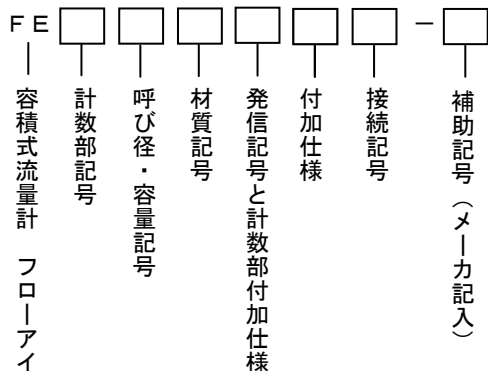 ＦＥ□□□□□□－□
容積式流量計　フローアイ
計数部記号
呼び径・容量記号
材質記号
発信記号と計数部付加仕様
付加仕様
接続記号
補助記号（メーカ記入）